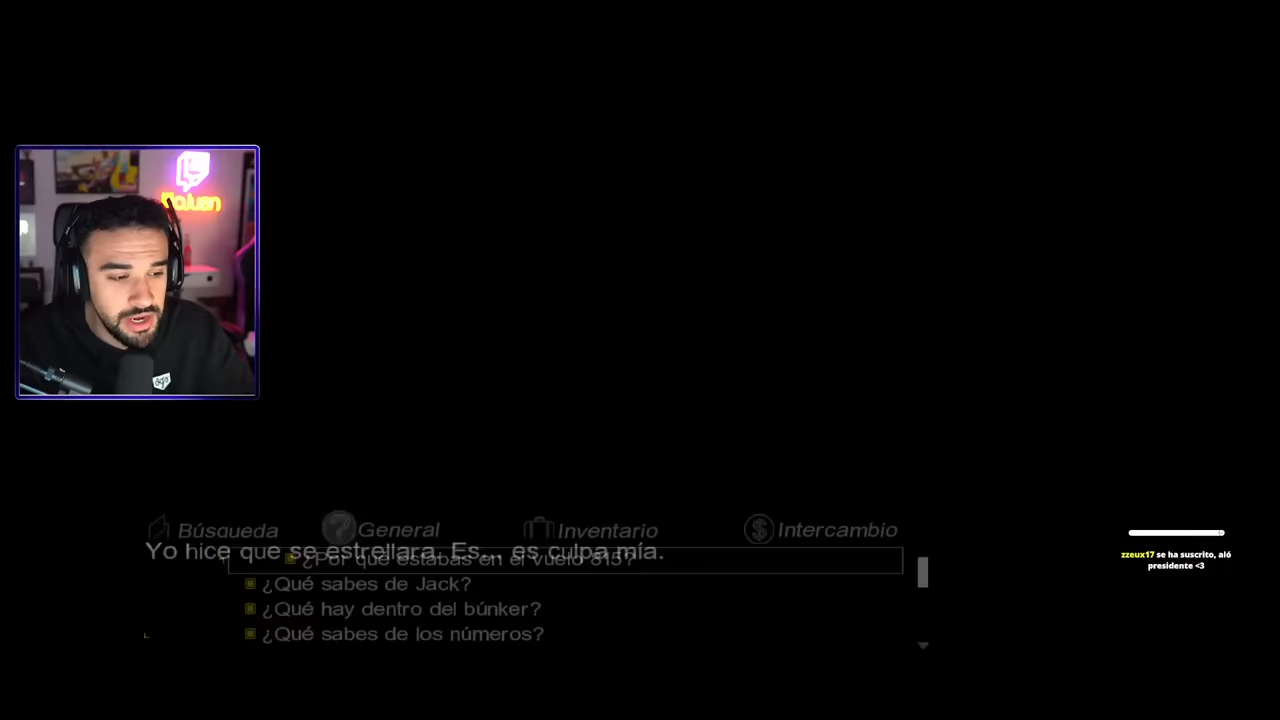 ElaJuan
Búsqueda
General
Inventario
Intercambio
Yo hice que se estrellara. Es... es culpa mía.
¿Por qué estabas en el vuelo 815?
¿Qué sabes de Jack?
¿Qué hay dentro del búnker?
¿Qué sabes de los números?
zzeux17 se ha suscrito, aló
presidente <3